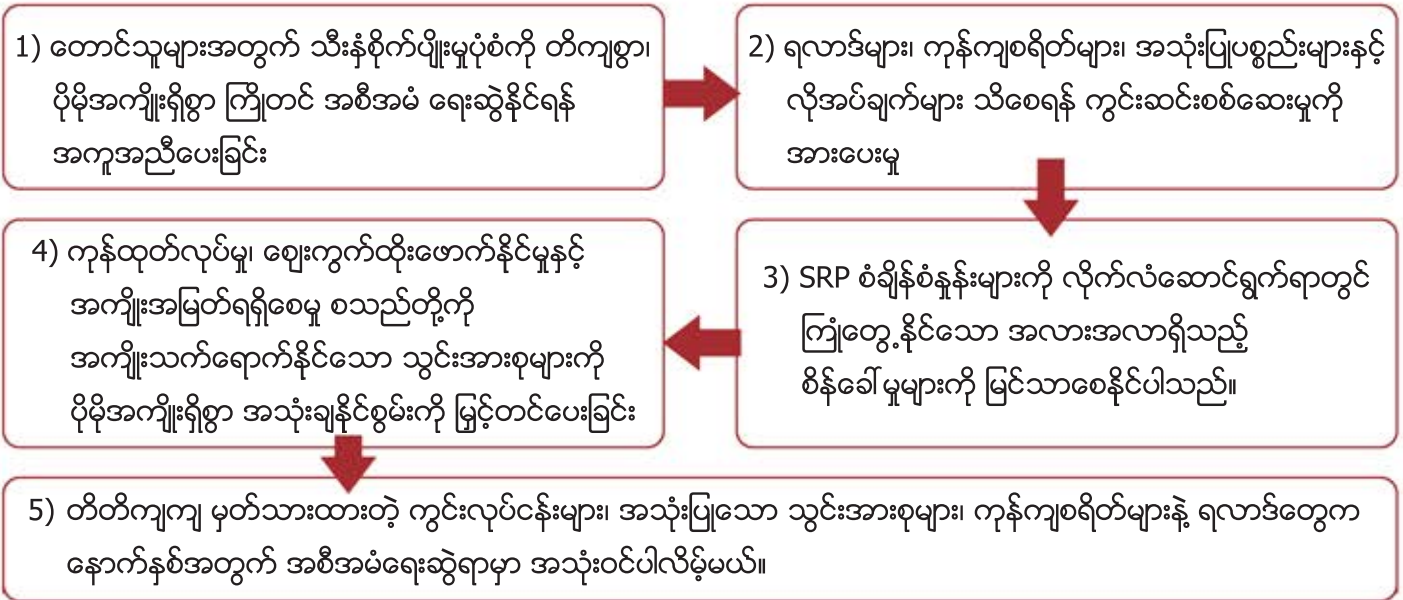 1) တောင်သူများအတွက် သီးနှံစိုက်ပျိုးမှုပုံစံကို တိကျစွာ၊
ပိုမိုအကျိုးရှိစွာ ကြိုတင် အစီအမံ ရေးဆွဲနိုင်ရန်
အကူအညီပေးခြင်း
2) ရလာဒ်များ၊ ကုန်ကျစရိတ်များ၊ အသုံးပြုပစ္စည်းများနှင့်
လိုအပ်ချက်များ သိစေရန် ကွင်းဆင်းစစ်ဆေးမှုကို
အားပေးမှု
3) SRP စံချိန်စံနှုန်းများကို လိုက်လံဆောင်ရွက်ရာတွင်
ကြုံတွေ့နိုင်သော အလားအလာရှိသည့်
စိန်ခေါ်မှုများကို မြင်သာစေနိုင်ပါသည်။
4) ကုန်ထုတ်လုပ်မှု၊ ဈေးကွက်ထိုးဖောက်နိုင်မှုနှင့်
အကျိုးအမြတ်ရရှိစေမှု စသည်တို့ကို
အကျိုးသက်ရောက်နိုင်သော သွင်းအားစုများကို
ပိုမိုအကျိုးရှိစွာ အသုံးချနိုင်စွမ်းကို မြှင့်တင်ပေးခြင်း
5) တိတိကျကျ မှတ်သားထားတဲ့ ကွင်းလုပ်ငန်းများ၊ အသုံးပြုသော သွင်းအားစုများ၊ ကုန်ကျစရိတ်များနဲ့ ရလာဒ်တွေက
နောက်နှစ်အတွက် အစီအမံရေးဆွဲရာမှာ အသုံးဝင်ပါလိမ့်မယ်။